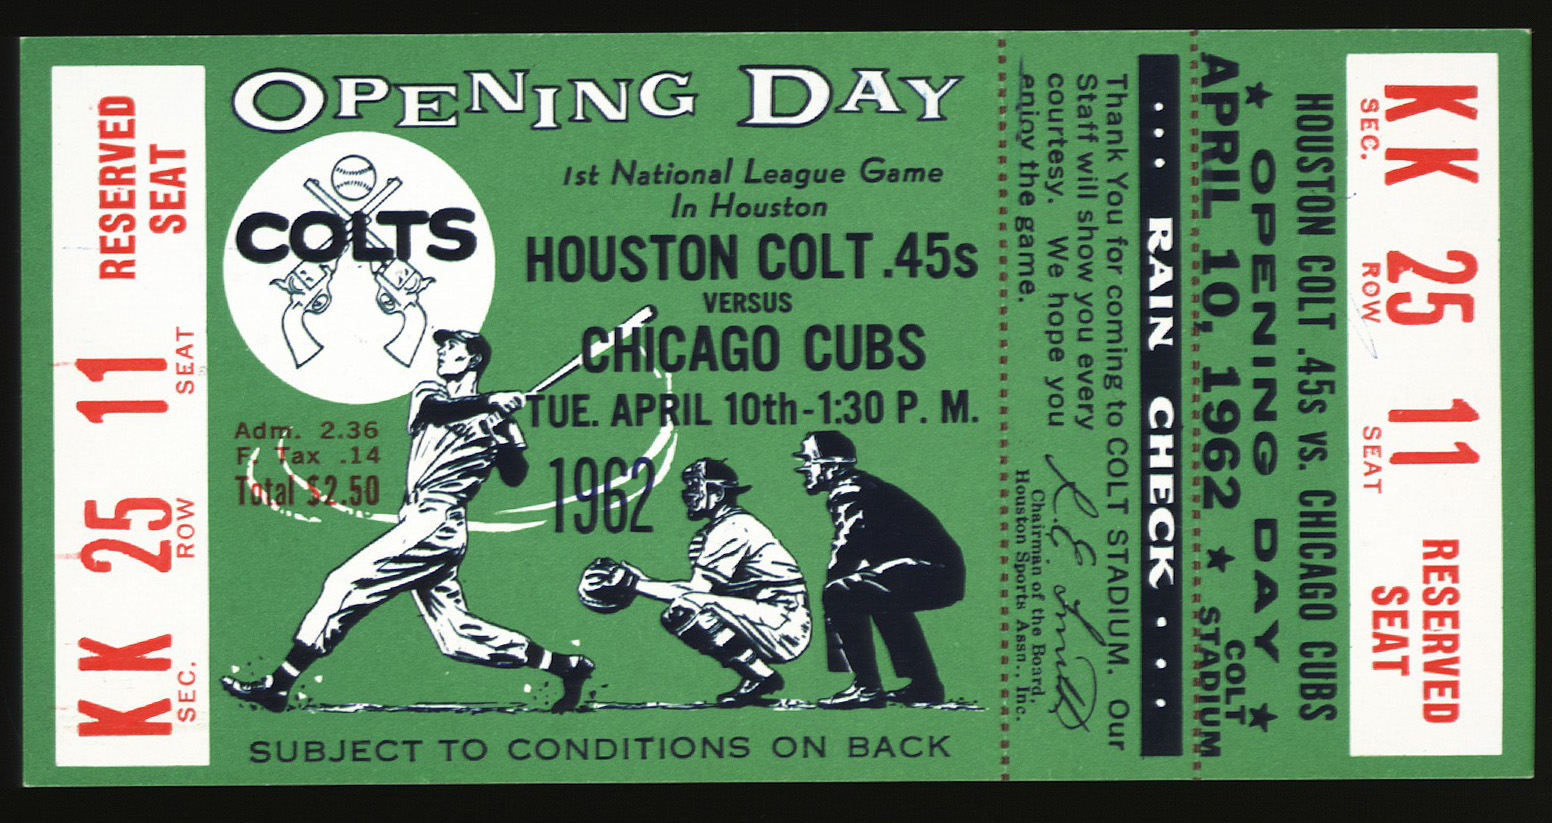 RESERVED
SEAT
KK 25 11
SEC. ROW SEAT
OPENING DAY
COLTS
1st National League Game
In Houston
HOUSTON COLT .45s
VERSUS
CHICAGO CUBS
TUE. APRIL 10th-1:30 P. M.
1962
Adm. 2.36
F. Tax .14
Total $2.50
SUBJECT TO CONDITIONS ON BACK
... RAIN CHECK ...
Thank You for coming to COLT STADIUM. Our
Staff will show you every
courtesy. We hope you
enjoy the game.
R.E. Smith
Chairman of the Board,
Houston Sports Assn., Inc.
HOUSTON COLT .45s VS. CHICAGO CUBS
★ OPENING DAY ★
APRIL 10, 1962 ★ COLT STADIUM
KK 25 11
SEC. ROW SEAT
RESERVED
SEAT